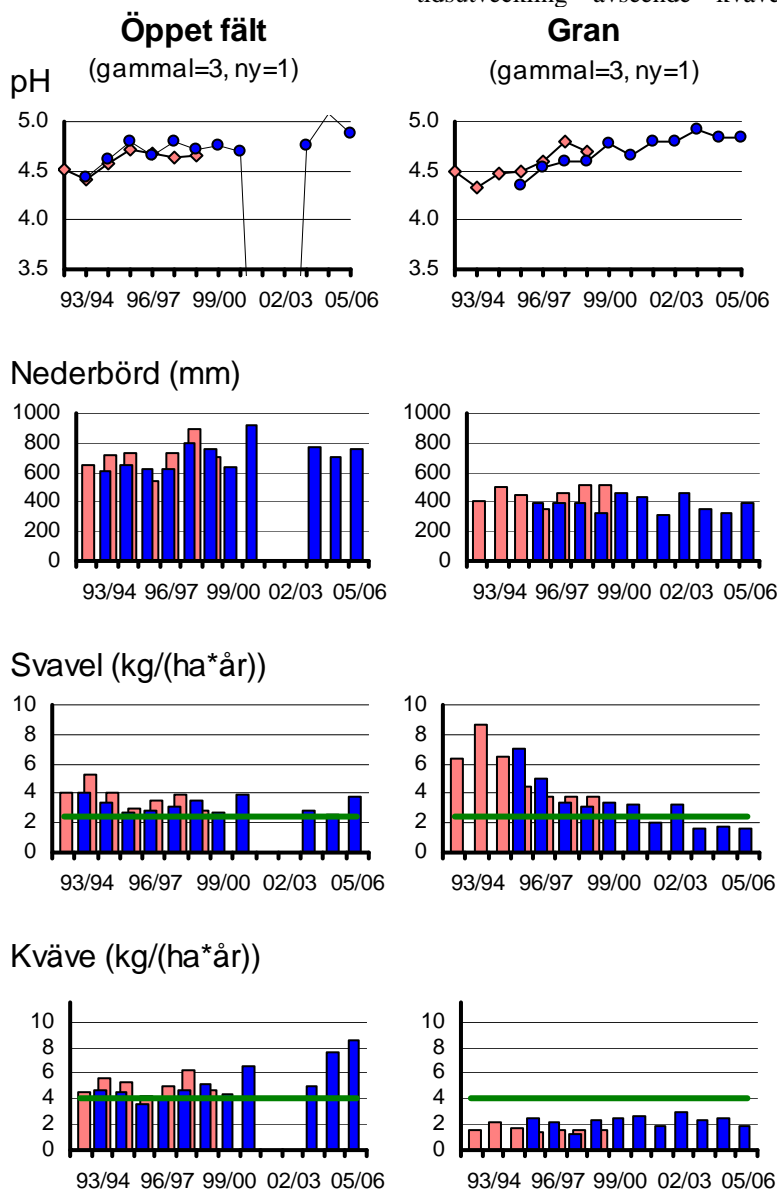 tidsutveckling avseende kväve
Öppet fält
(gammal=3, ny=1)
Gran
(gammal=3, ny=1)
pH
5.0
4.5
4.0
3.5
93/94 96/97 99/00 02/03 05/06
5.0
4.5
4.0
3.5
93/94 96/97 99/00 02/03 05/06
Nederbörd (mm)
1000
800
600
400
200
0
93/94 96/97 99/00 02/03 05/06
1000
800
600
400
200
0
93/94 96/97 99/00 02/03 05/06
Svavel (kg/(ha*år))
10
8
6
4
2
0
93/94 96/97 99/00 02/03 05/06
10
8
6
4
2
0
93/94 96/97 99/00 02/03 05/06
Kväve (kg/(ha*år))
10
8
6
4
2
0
93/94 96/97 99/00 02/03 05/06
10
8
6
4
2
0
93/94 96/97 99/00 02/03 05/06